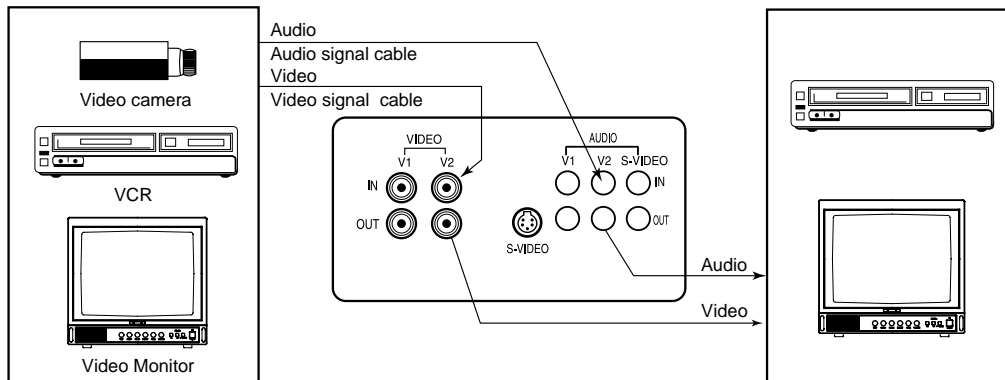 Audio
Audio signal cable
Video
Video signal cable
Video camera
VCR
Video Monitor
VIDEO
V1 V2
IN
OUT
S-VIDEO
AUDIO
V1 V2 S-VIDEO
IN
OUT
Audio
Video